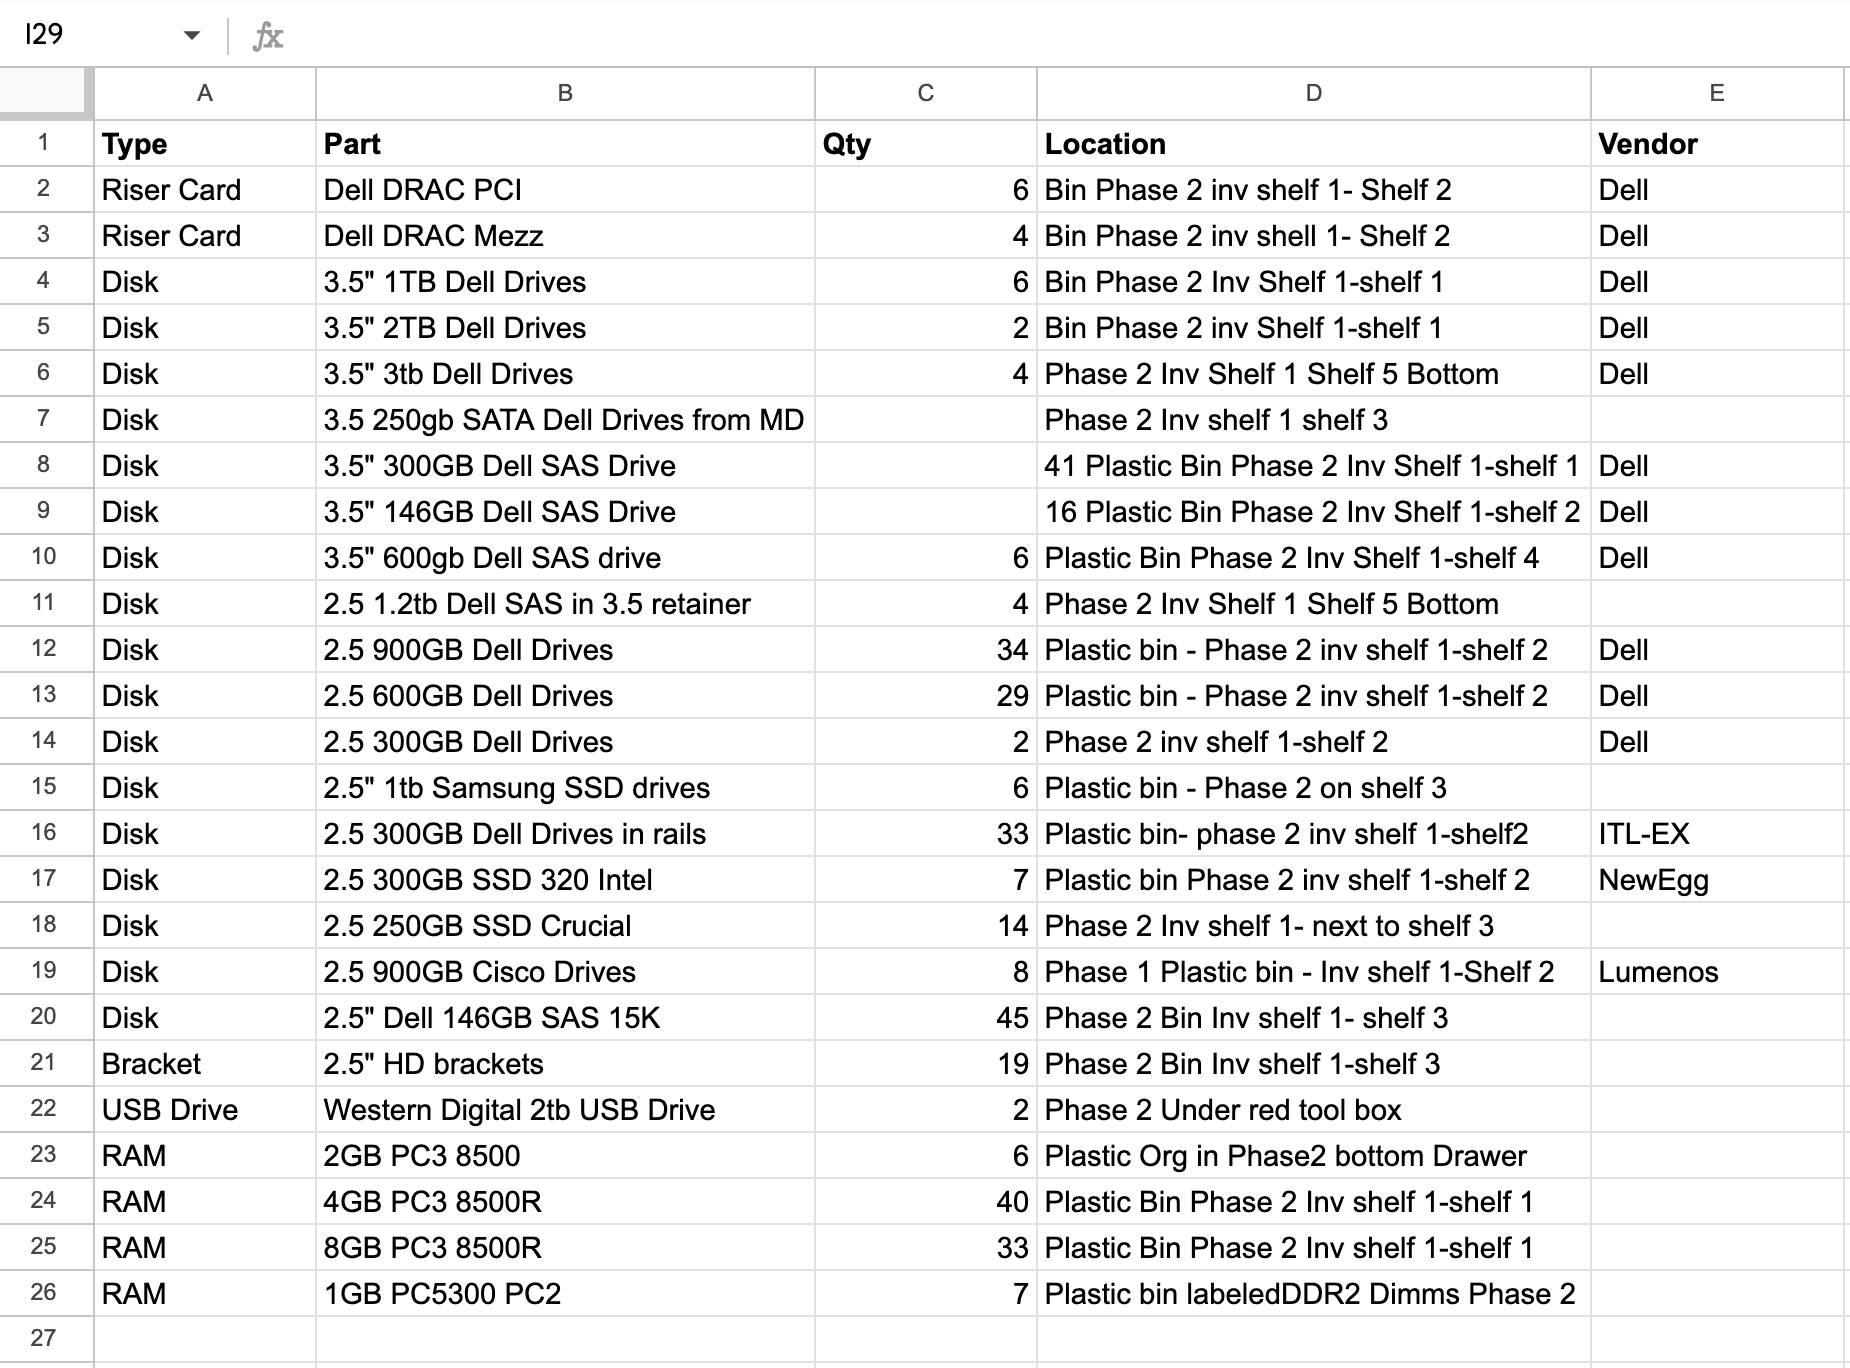 I29 fx
A B C D E
1 Type Part Qty Location Vendor
2 Riser Card Dell DRAC PCI 6 Bin Phase 2 inv shelf 1- Shelf 2 Dell
3 Riser Card Dell DRAC Mezz 4 Bin Phase 2 inv shell 1- Shelf 2 Dell
4 Disk 3.5" 1TB Dell Drives 6 Bin Phase 2 Inv Shelf 1-shelf 1 Dell
5 Disk 3.5" 2TB Dell Drives 2 Bin Phase 2 inv Shelf 1-shelf 1 Dell
6 Disk 3.5" 3tb Dell Drives 4 Phase 2 Inv Shelf 1 Shelf 5 Bottom Dell
7 Disk 3.5 250gb SATA Dell Drives from MD Phase 2 Inv shelf 1 shelf 3
8 Disk 3.5" 300GB Dell SAS Drive 41 Plastic Bin Phase 2 Inv Shelf 1-shelf 1 Dell
9 Disk 3.5" 146GB Dell SAS Drive 16 Plastic Bin Phase 2 Inv Shelf 1-shelf 2 Dell
10 Disk 3.5" 600gb Dell SAS drive 6 Plastic Bin Phase 2 Inv Shelf 1-shelf 4 Dell
11 Disk 2.5 1.2tb Dell SAS in 3.5 retainer 4 Phase 2 Inv Shelf 1 Shelf 5 Bottom
12 Disk 2.5 900GB Dell Drives 34 Plastic bin - Phase 2 inv shelf 1-shelf 2 Dell
13 Disk 2.5 600GB Dell Drives 29 Plastic bin - Phase 2 inv shelf 1-shelf 2 Dell
14 Disk 2.5 300GB Dell Drives 2 Phase 2 inv shelf 1-shelf 2 Dell
15 Disk 2.5" 1tb Samsung SSD drives 6 Plastic bin - Phase 2 on shelf 3
16 Disk 2.5 300GB Dell Drives in rails 33 Plastic bin- phase 2 inv shelf 1-shelf2 ITL-EX
17 Disk 2.5 300GB SSD 320 Intel 7 Plastic bin Phase 2 inv shelf 1-shelf 2 NewEgg
18 Disk 2.5 250GB SSD Crucial 14 Phase 2 Inv shelf 1- next to shelf 3
19 Disk 2.5 900GB Cisco Drives 8 Phase 1 Plastic bin - Inv shelf 1-Shelf 2 Lumenos
20 Disk 2.5" Dell 146GB SAS 15K 45 Phase 2 Bin Inv shelf 1- shelf 3
21 Bracket 2.5" HD brackets 19 Phase 2 Bin Inv shelf 1-shelf 3
22 USB Drive Western Digital 2tb USB Drive 2 Phase 2 Under red tool box
23 RAM 2GB PC3 8500 6 Plastic Org in Phase2 bottom Drawer
24 RAM 4GB PC3 8500R 40 Plastic Bin Phase 2 Inv shelf 1-shelf 1
25 RAM 8GB PC3 8500R 33 Plastic Bin Phase 2 Inv shelf 1-shelf 1
26 RAM 1GB PC5300 PC2 7 Plastic bin labeledDDR2 Dimms Phase 2
27